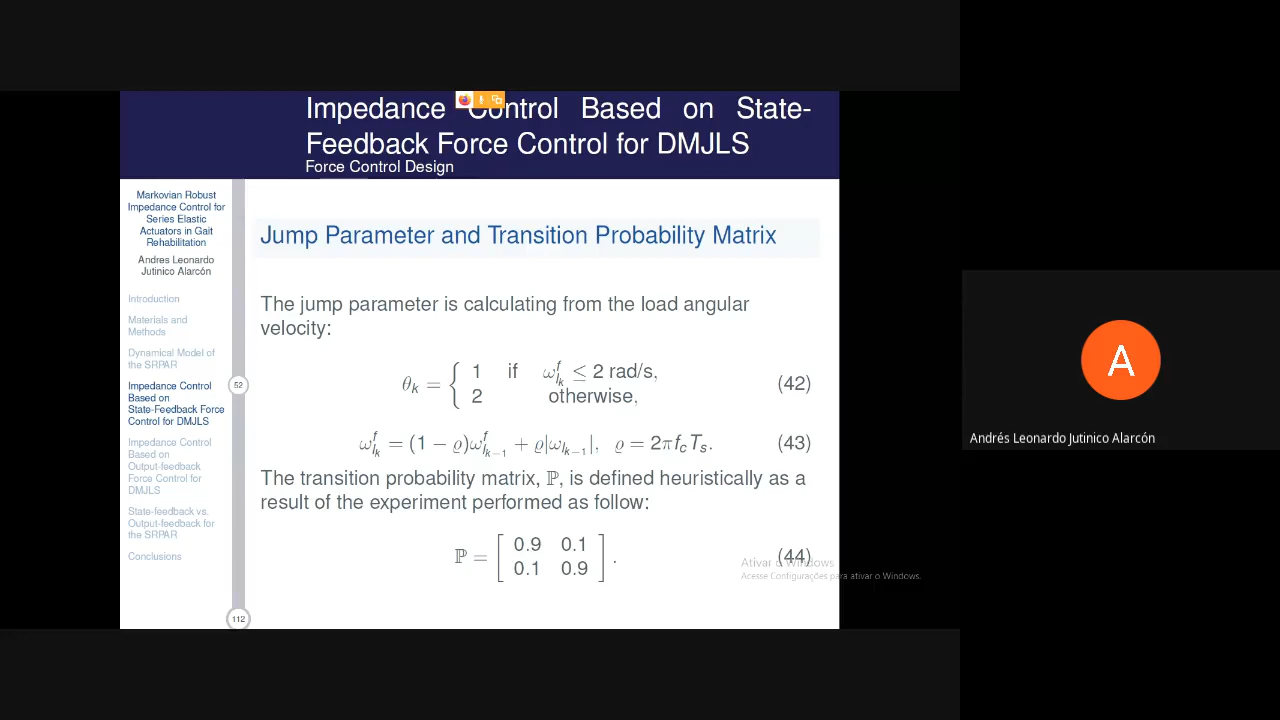 Impedance Control Based on State-
Feedback Force Control for DMJLS
Force Control Design
Markovian Robust
Impedance Control for
Series Elastic
Actuators in Gait
Rehabilitation
Andres Leonardo
Jutinico Alarcón
Introduction
Materials and
Methods
Dynamical Model of
the SRPAR
Impedance Control
Based on
State-Feedback Force
Control for DMJLS
Impedance Control
Based on
Output-feedback
Force Control for
DMJLS
State-feedback vs.
Output-feedback for
the SRPAR
Conclusions
52
112
Jump Parameter and Transition Probability Matrix
The jump parameter is calculating from the load angular
velocity:
θ_k = { 1 if ω^f_{l_k} ≤ 2 rad/s,
2 otherwise, (42)
ω^f_{l_k} = (1 − ϱ)ω^f_{l_{k−1}} + ϱ|ω_{l_{k−1}}|, ϱ = 2πf_cT_s. (43)
The transition probability matrix, ℙ, is defined heuristically as a
result of the experiment performed as follow:
ℙ = [ 0.9 0.1
0.1 0.9 ] . (44)
Ativar o Windows
Acesse Configurações para ativar o Windows.
A
Andrés Leonardo Jutinico Alarcón